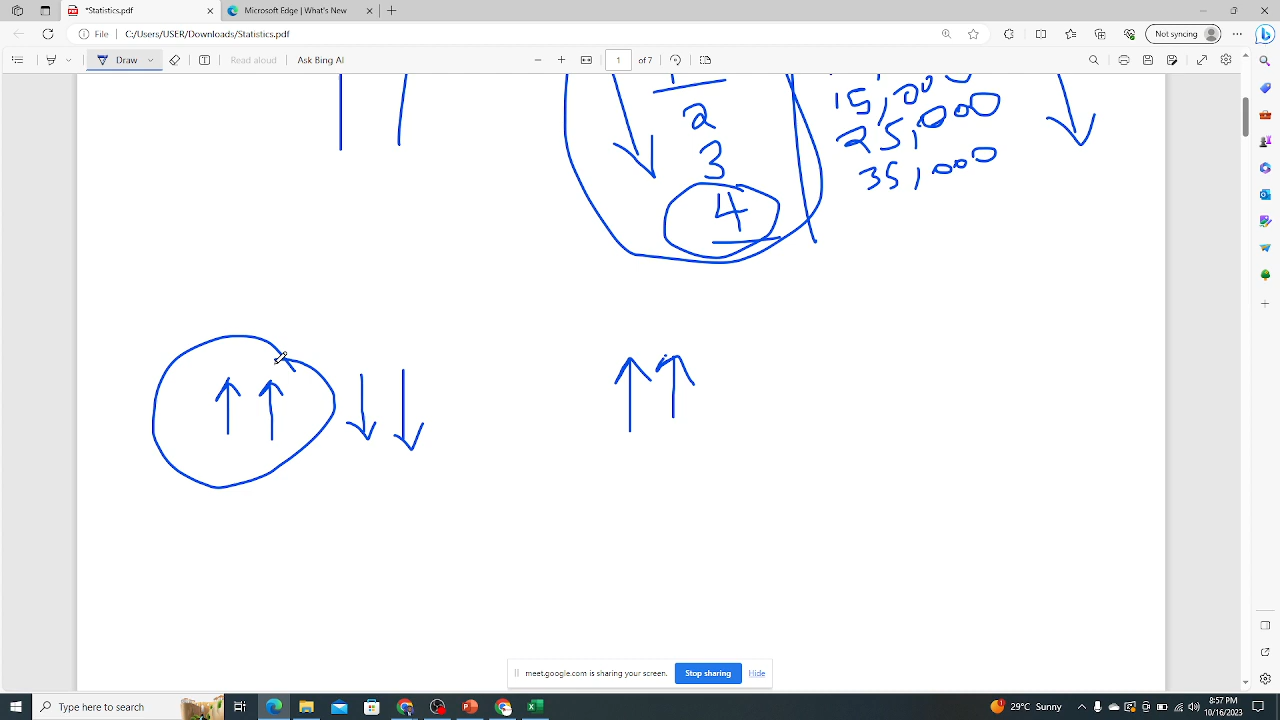 *Statistics.pdf
Microsoft Edge | What's New
File
C:/Users/USER/Downloads/Statistics.pdf
Not syncing
Draw
Read aloud
Ask Bing AI
1 of 7
15,000
2
25,000
3
35,000
4
meet.google.com is sharing your screen.
Stop sharing
Hide
Type here to search
29°C Sunny
8:57 PM
10/16/2023